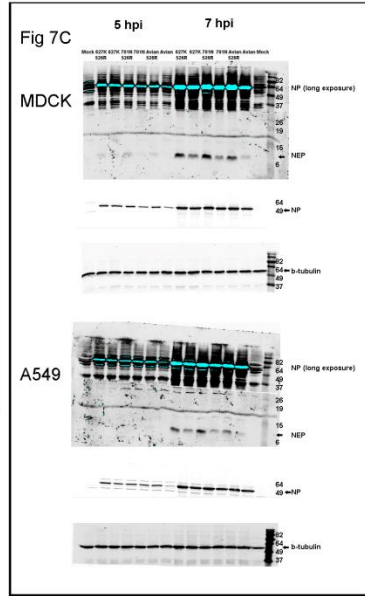 Fig 7C
5 hpi 7 hpi
Mock 627K 627K 701N 701N Avian Avian 627K 627K 701N 701N Avian Avian Mock
526R 526R 526R 526R 526R 526R
MDCK
82
64
49
37
26
19
15
6
NP (long exposure)
NEP
64
49
NP
82
64
49
37
b-tubulin
A549
82
64
49
37
26
19
15
6
NP (long exposure)
NEP
64
49
NP
82
64
49
37
b-tubulin